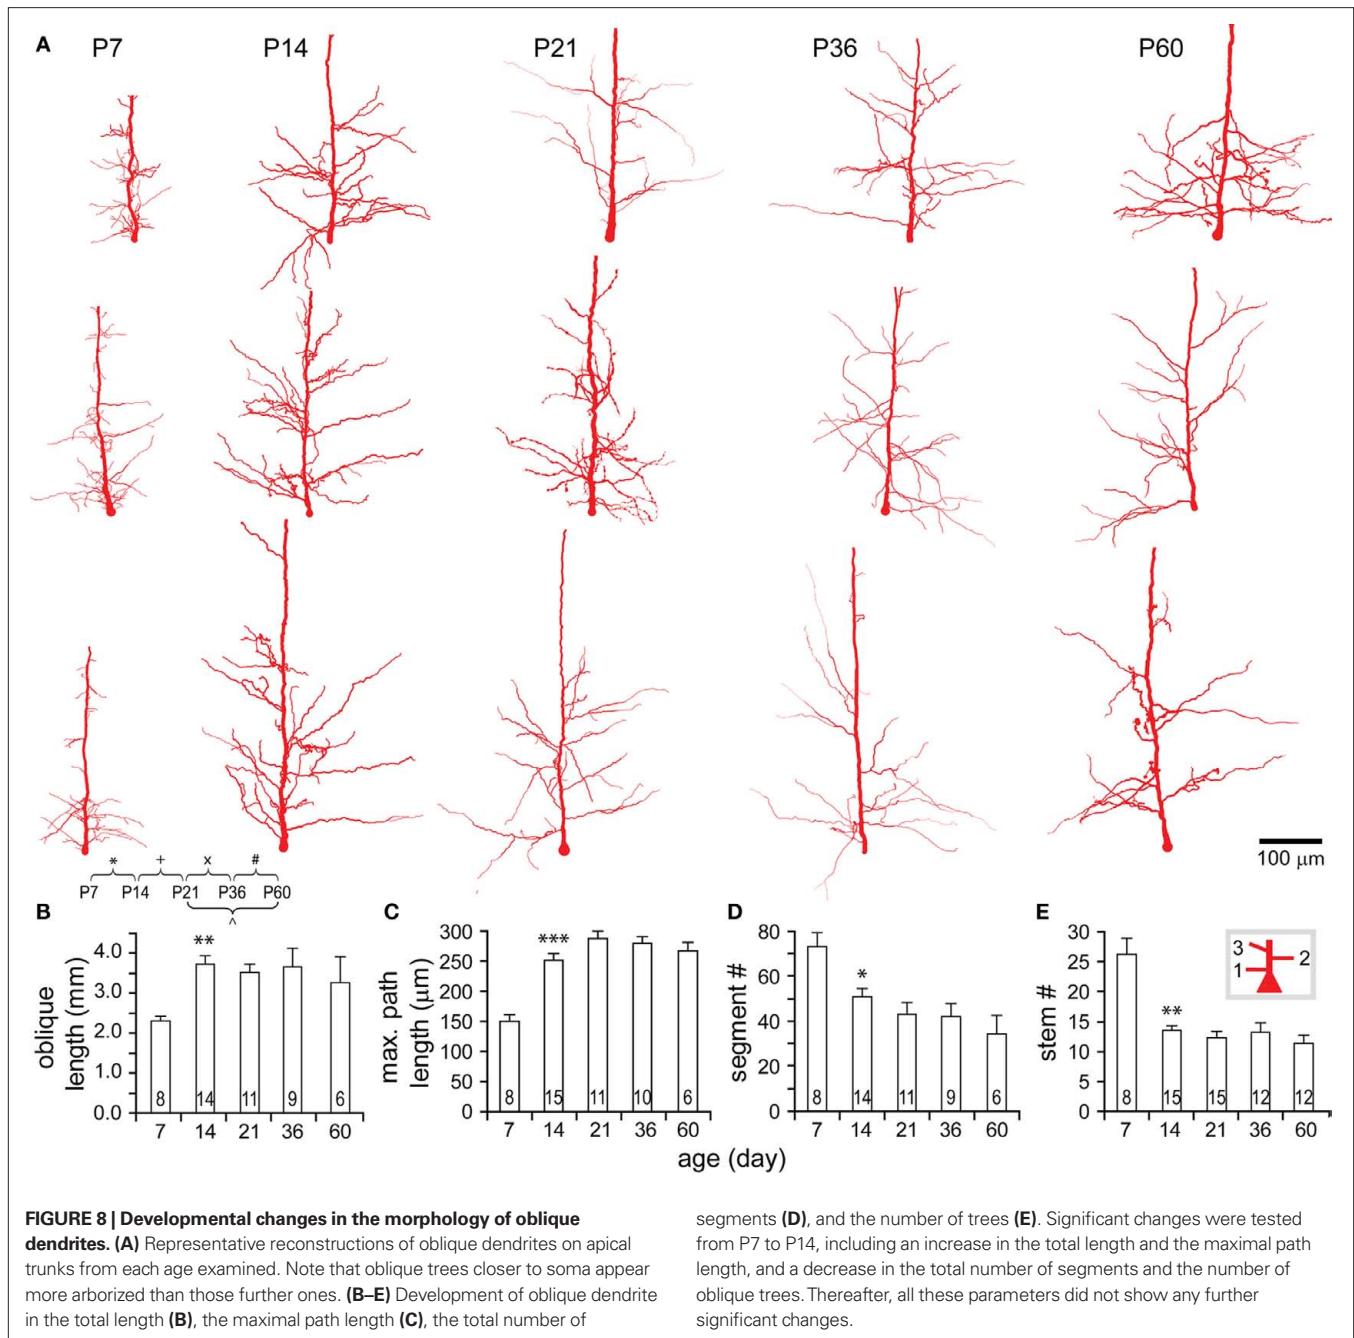 A P7 P14 P21 P36 P60
100 μm
* + x #
P7 P14 P21 P36 P60
^
B
oblique
length (mm)
4.0
3.0
2.0
1.0
0.0
**
8 14 11 9 6
7 14 21 36 60
C
max. path
length (μm)
300
250
200
150
100
50
0
***
8 15 11 10 6
7 14 21 36 60
D
segment #
80
60
40
20
0
*
8 14 11 9 6
7 14 21 36 60
E
stem #
30
25
20
15
10
5
0
**
3
1 2
8 15 15 12 12
7 14 21 36 60
age (day)
FIGURE 8 | Developmental changes in the morphology of oblique
dendrites. (A) Representative reconstructions of oblique dendrites on apical
trunks from each age examined. Note that oblique trees closer to soma appear
more arborized than those further ones. (B–E) Development of oblique dendrite
in the total length (B), the maximal path length (C), the total number of
segments (D), and the number of trees (E). Significant changes were tested
from P7 to P14, including an increase in the total length and the maximal path
length, and a decrease in the total number of segments and the number of
oblique trees. Thereafter, all these parameters did not show any further
significant changes.